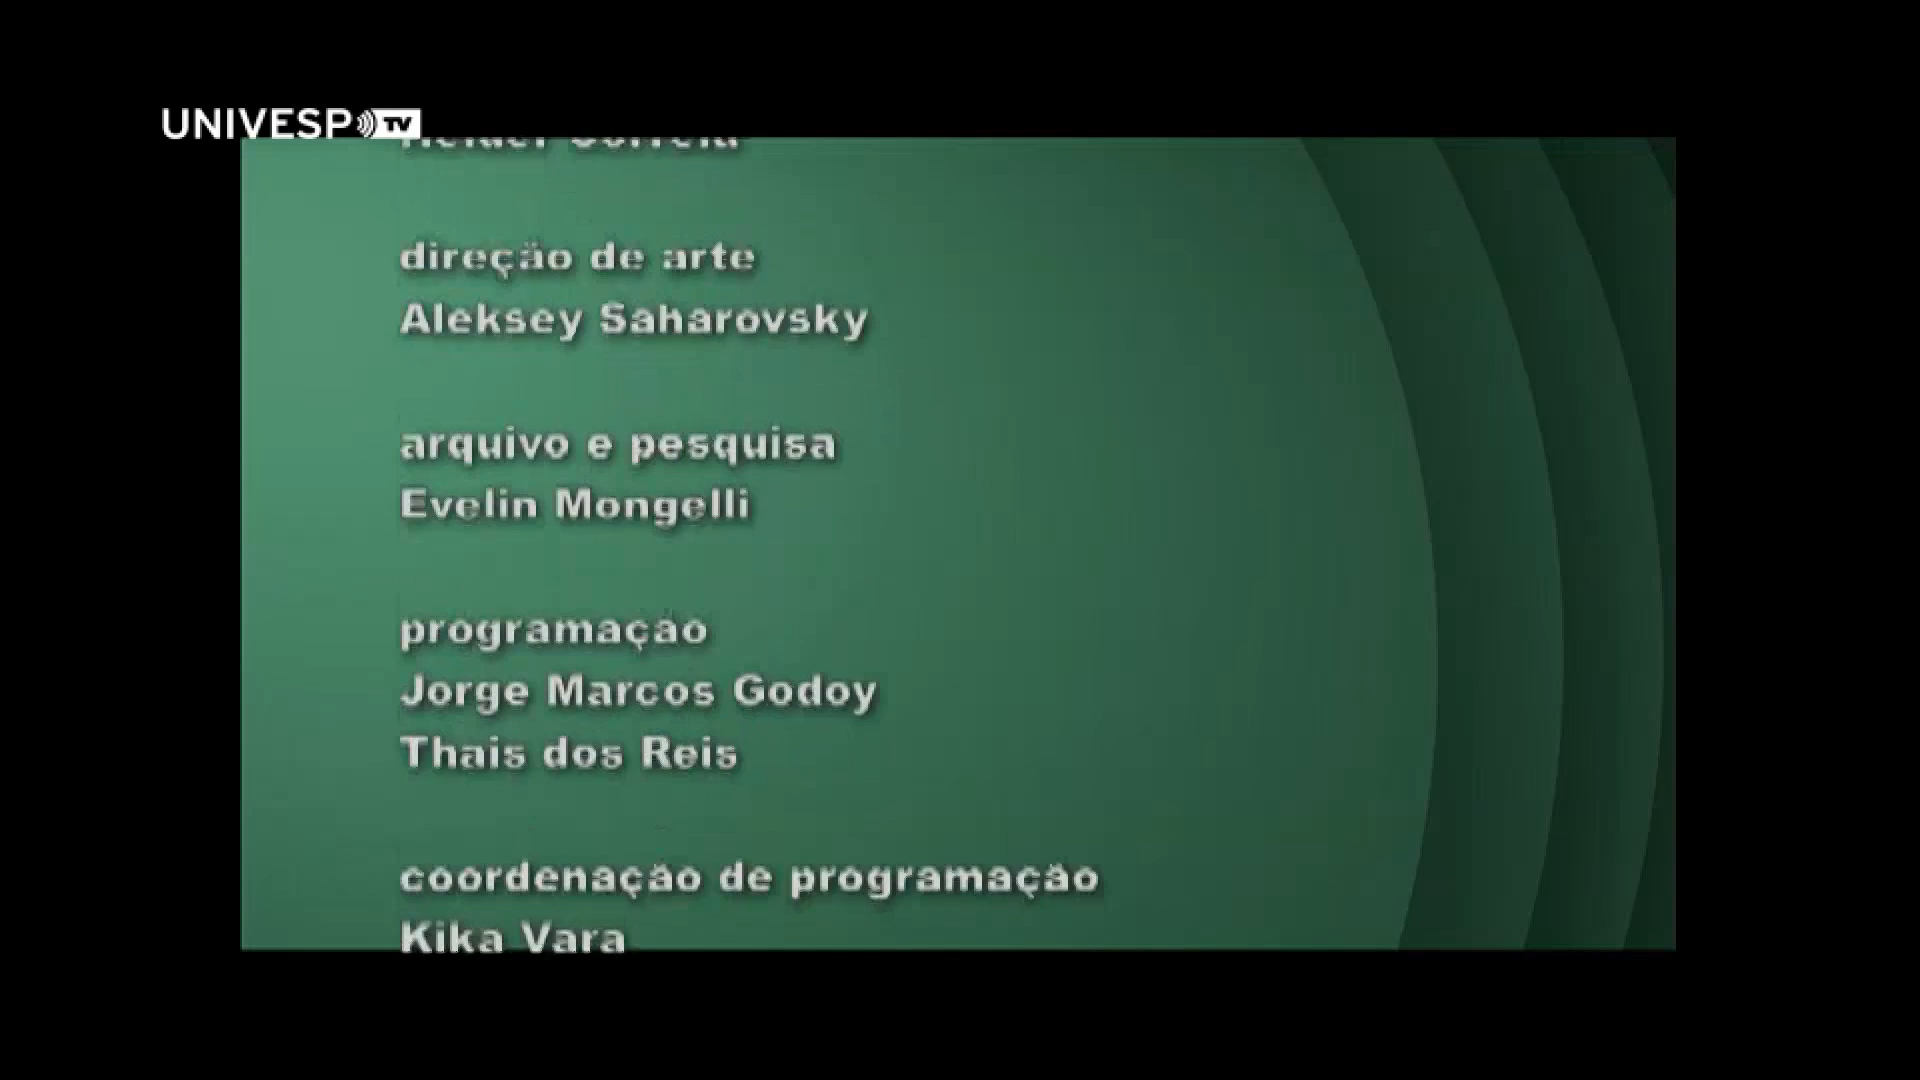 UNIVESP TV
direção de arte
Aleksey Saharovsky
arquivo e pesquisa
Evelin Mongelli
programação
Jorge Marcos Godoy
Thais dos Reis
coordenação de programação
Kika Vara